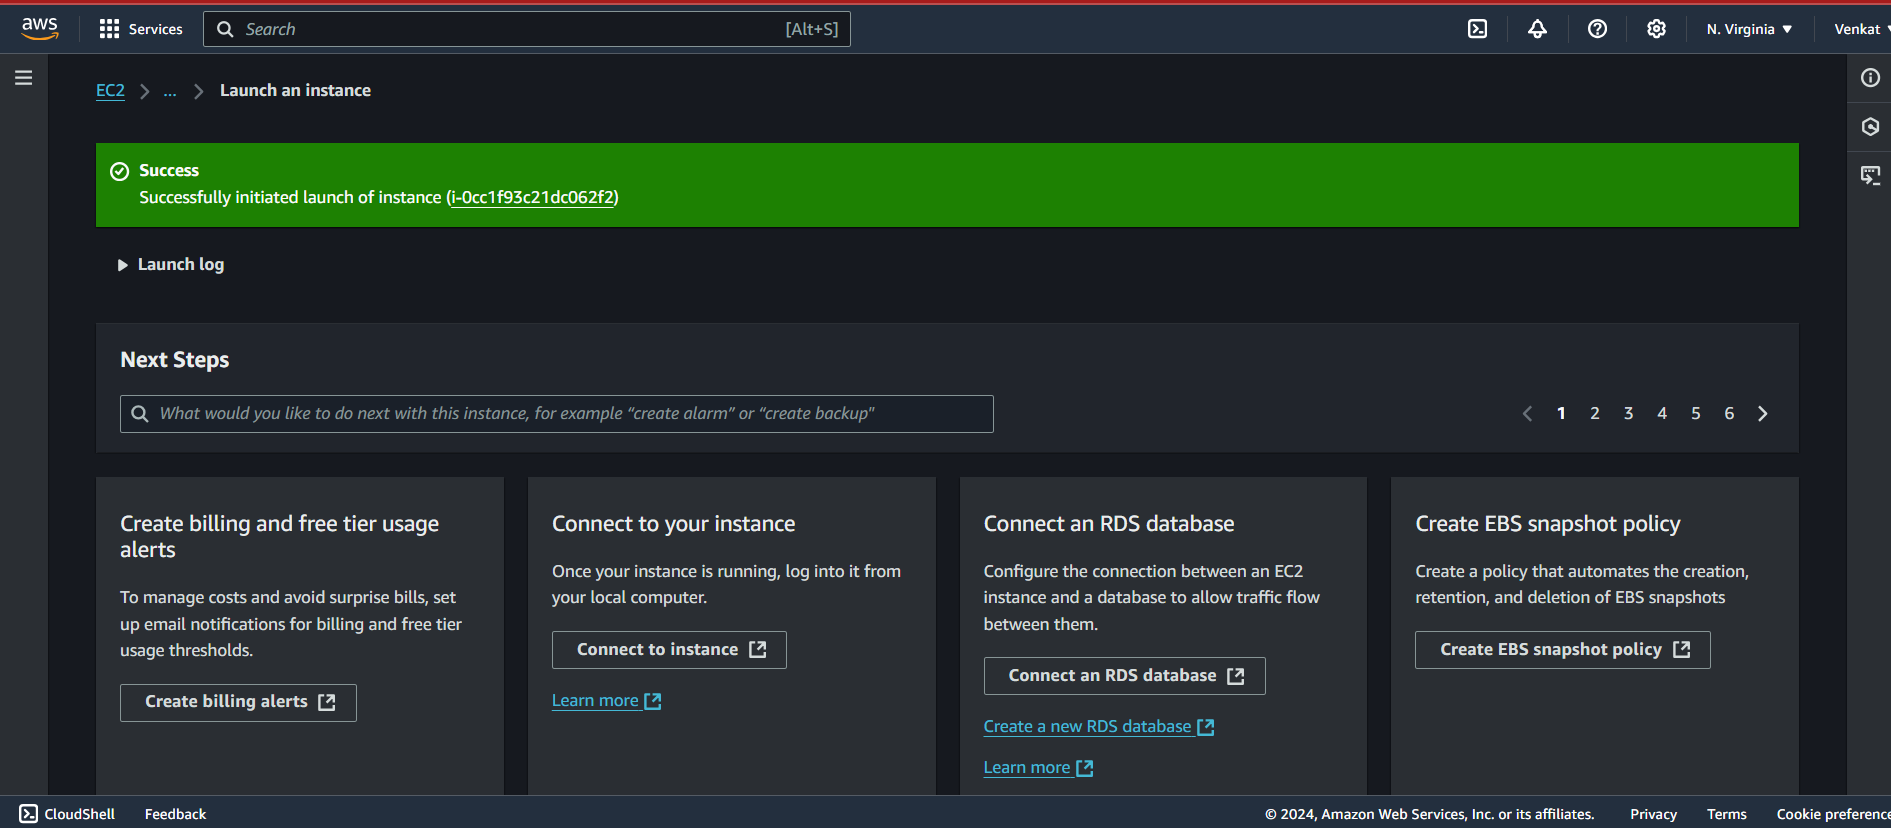 aws Services Search [Alt+S] N. Virginia Venkat
EC2 ... Launch an instance
Success
Successfully initiated launch of instance (i-0cc1f93c21dc062f2)
Launch log
Next Steps
What would you like to do next with this instance, for example “create alarm” or “create backup”
1 2 3 4 5 6
Create billing and free tier usage
alerts
To manage costs and avoid surprise bills, set
up email notifications for billing and free tier
usage thresholds.
Create billing alerts
Connect to your instance
Once your instance is running, log into it from
your local computer.
Connect to instance
Learn more
Connect an RDS database
Configure the connection between an EC2
instance and a database to allow traffic flow
between them.
Connect an RDS database
Create a new RDS database
Learn more
Create EBS snapshot policy
Create a policy that automates the creation,
retention, and deletion of EBS snapshots
Create EBS snapshot policy
CloudShell Feedback © 2024, Amazon Web Services, Inc. or its affiliates. Privacy Terms Cookie preference